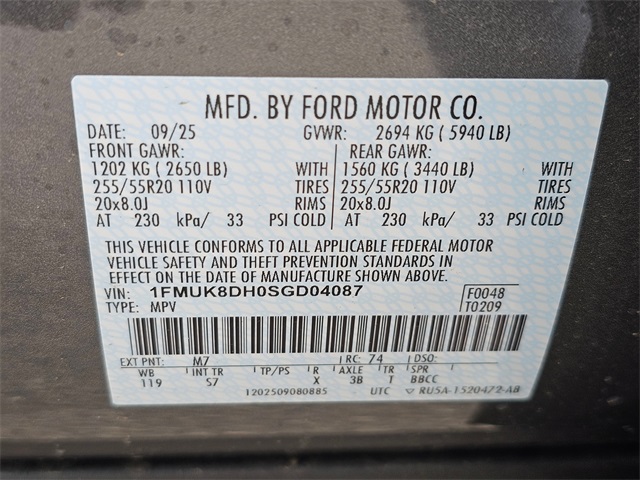 MFD. BY FORD MOTOR CO.
DATE: 09/25 GVWR: 2694 KG ( 5940 LB)
FRONT GAWR: REAR GAWR:
1202 KG ( 2650 LB) WITH 1560 KG ( 3440 LB) WITH
255/55R20 110V TIRES 255/55R20 110V TIRES
20x8.0J RIMS 20x8.0J RIMS
AT 230 kPa/ 33 PSI COLD AT 230 kPa/ 33 PSI COLD
THIS VEHICLE CONFORMS TO ALL APPLICABLE FEDERAL MOTOR
VEHICLE SAFETY AND THEFT PREVENTION STANDARDS IN
EFFECT ON THE DATE OF MANUFACTURE SHOWN ABOVE.
VIN: 1FMUK8DH0SGD04087 F0048
TYPE: MPV T0209
EXT PNT: M7 RC: 74 DSO:
WB INT TR TP/PS R AXLE TR SPR
119 S7 X 3B T BBCC
1202509080885 UTC ▽ RU5A-1520472-AB